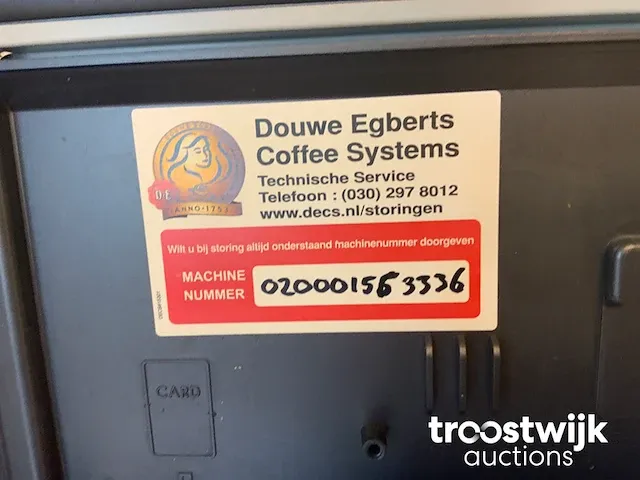 Douwe Egberts
Coffee Systems
D.E
ANNO·1753
Technische Service
Telefoon : (030) 297 8012
www.decs.nl/storingen
Wilt u bij storing altijd onderstaand machinenummer doorgeven
MACHINE
NUMMER
020001563336
CARD
troostwijk
auctions